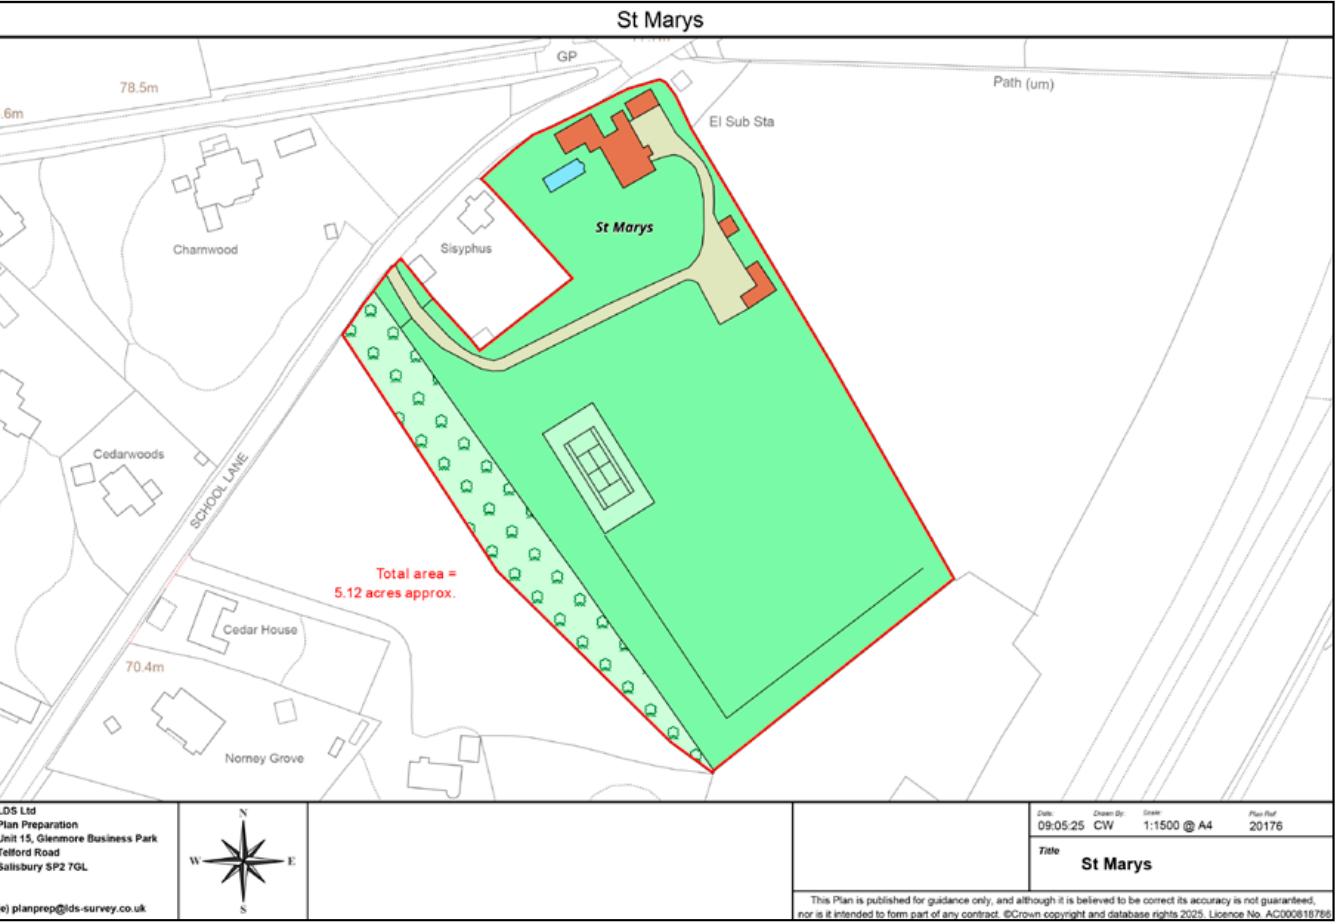 St Marys
GP
78.5m
.6m
Path (um)
El Sub Sta
St Marys
Sisyphus
Charnwood
Cedarwoods
SCHOOL LANE
Total area =
5.12 acres approx.
Cedar House
70.4m
Norney Grove
LDS Ltd
Plan Preparation
Unit 15, Glenmore Business Park
Telford Road
Salisbury SP2 7GL
e) planprep@lds-survey.co.uk
N
W E
S
Date: Drawn By: Scale: Plan Ref
09:05:25 CW 1:1500 @ A4 20176
Title
St Marys
This Plan is published for guidance only, and although it is believed to be correct its accuracy is not guaranteed,
nor is it intended to form part of any contract. ©Crown copyright and database rights 2025. Licence No.